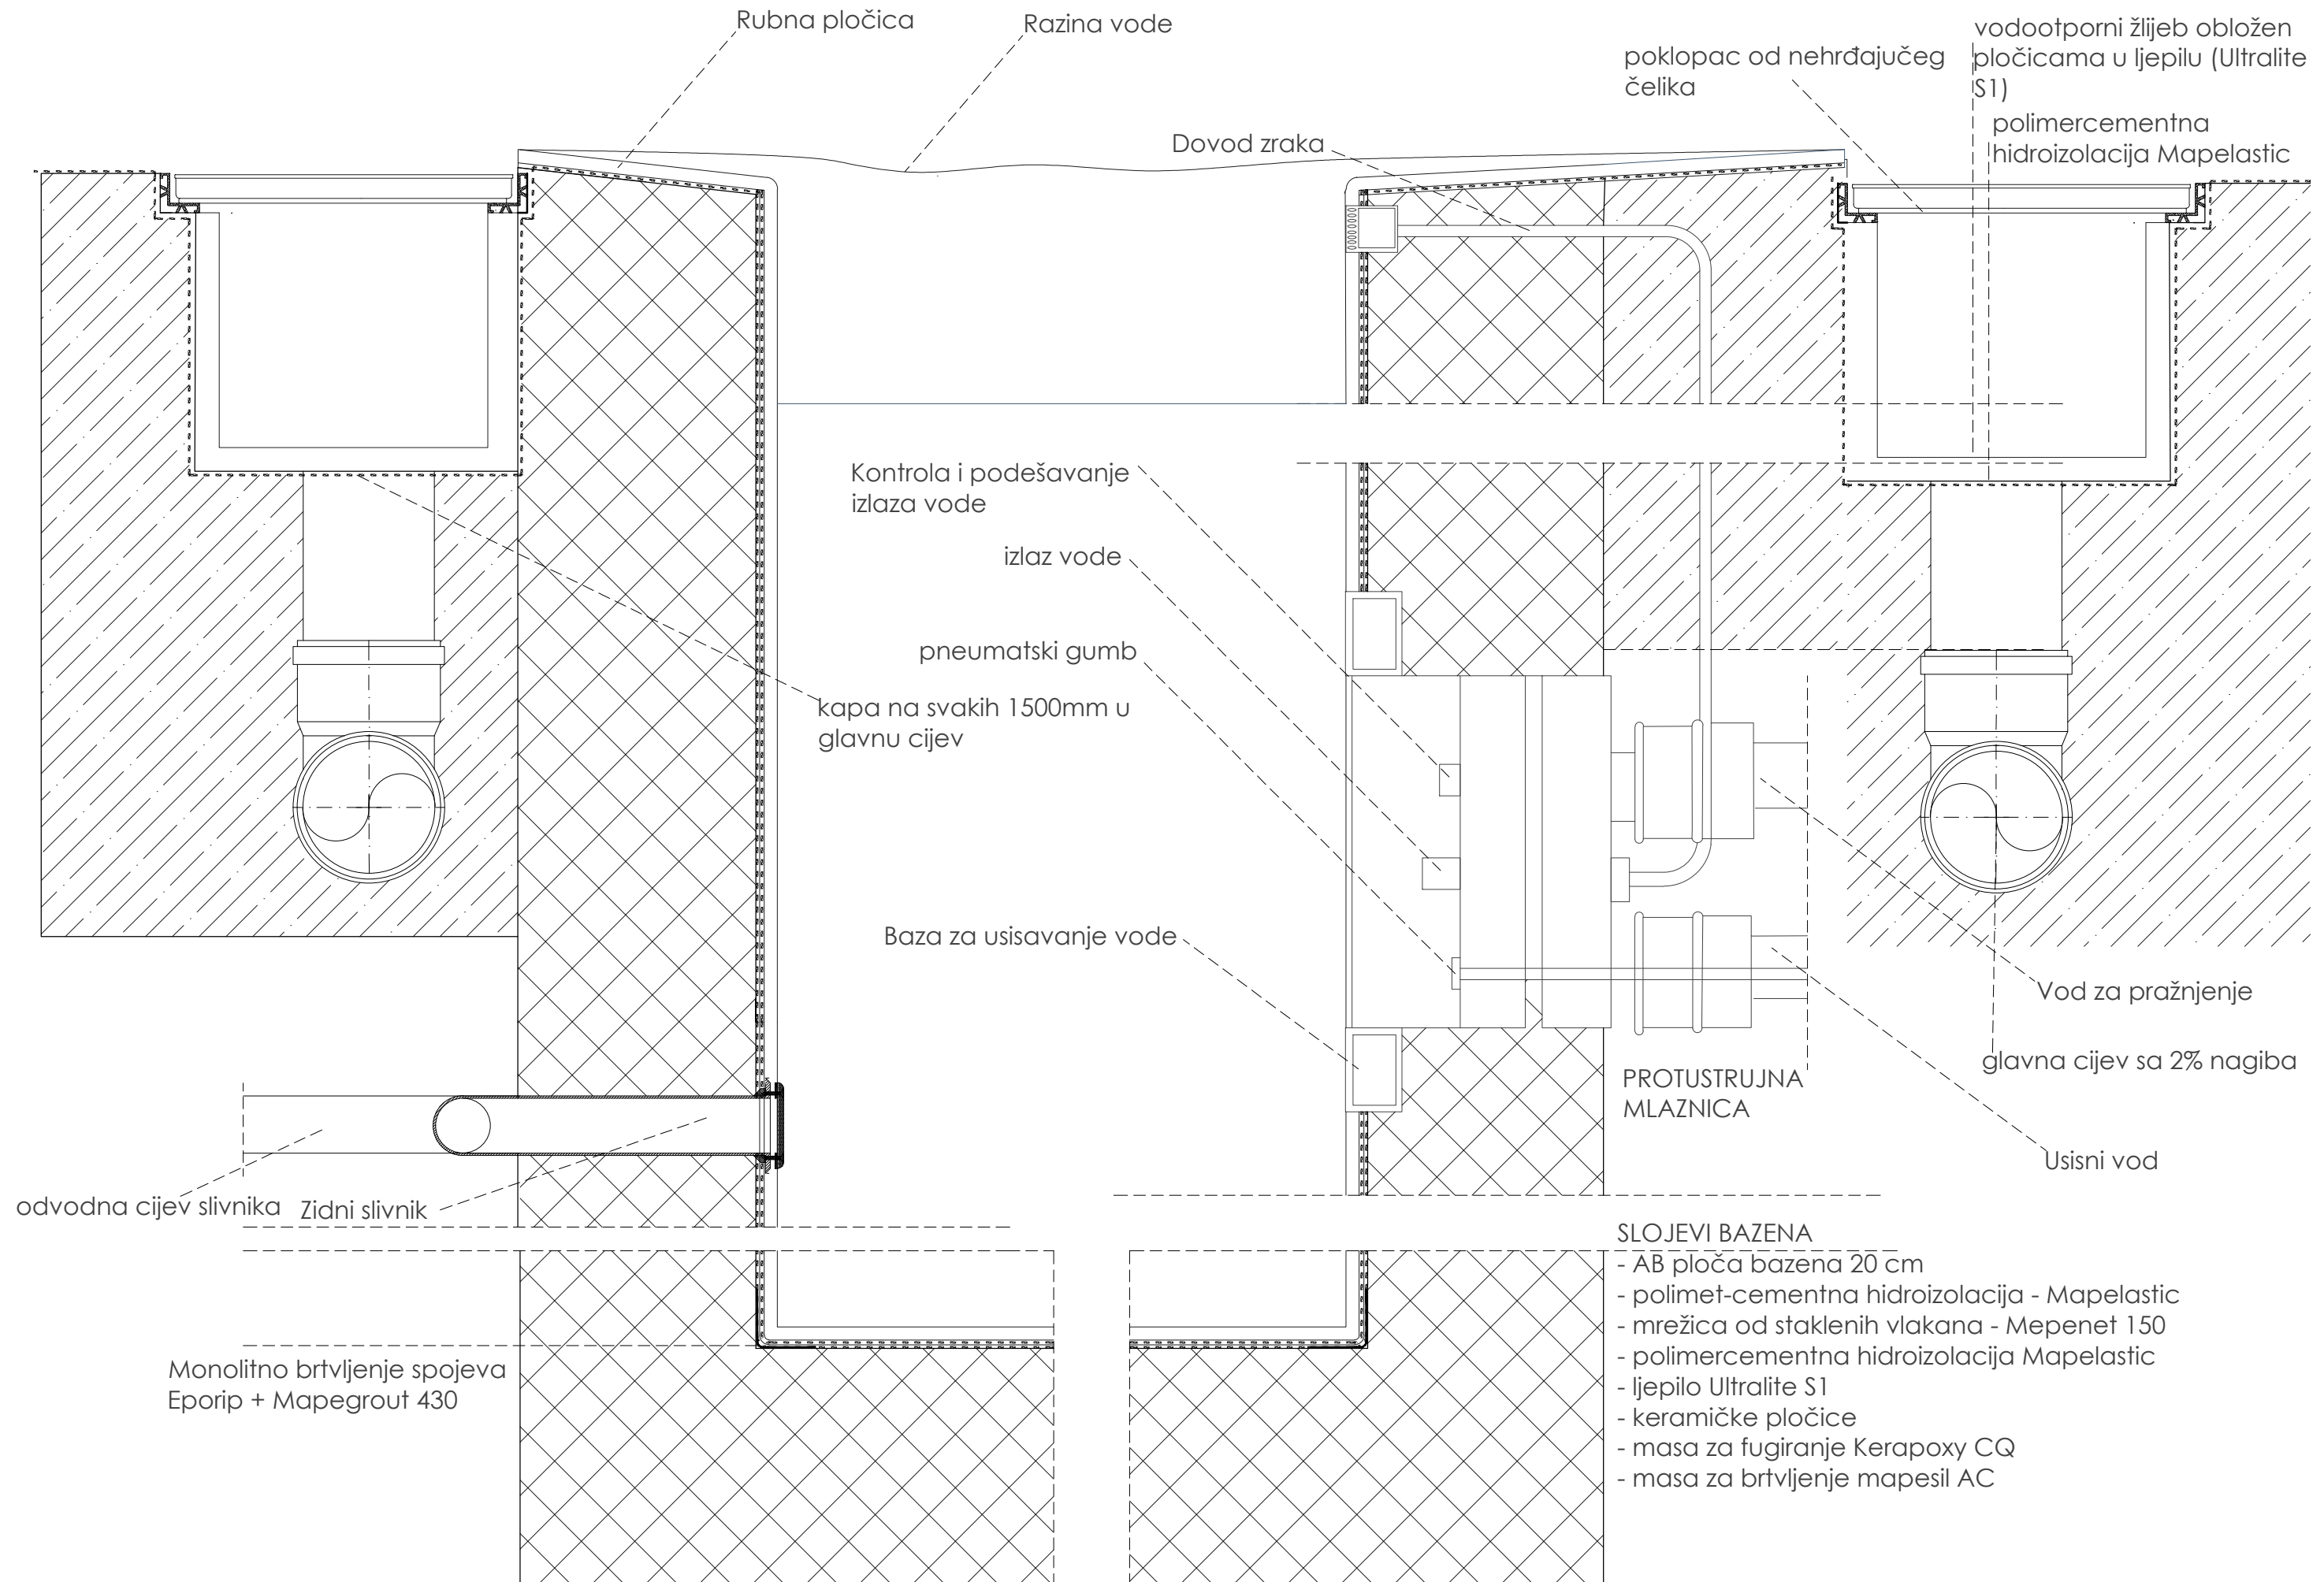 Rubna pločica
Razina vode
vodootporni žlijeb obložen
pločicama u ljepilu (Ultralite
S1)
poklopac od nehrđajučeg
čelika
polimercementna
hidroizolacija Mapelastic
Dovod zraka
Kontrola i podešavanje
izlaza vode
izlaz vode
pneumatski gumb
kapa na svakih 1500mm u
glavnu cijev
Baza za usisavanje vode
Vod za pražnjenje
glavna cijev sa 2% nagiba
PROTUSTRUJNA
MLAZNICA
Usisni vod
odvodna cijev slivnika
Zidni slivnik
SLOJEVI BAZENA
- AB ploča bazena 20 cm
- polimet-cementna hidroizolacija - Mapelastic
- mrežica od staklenih vlakana - Mepenet 150
- polimercementna hidroizolacija Mapelastic
- ljepilo Ultralite S1
- keramičke pločice
- masa za fugiranje Kerapoxy CQ
- masa za brtvljenje mapesil AC
Monolitno brtvljenje spojeva
Eporip + Mapegrout 430